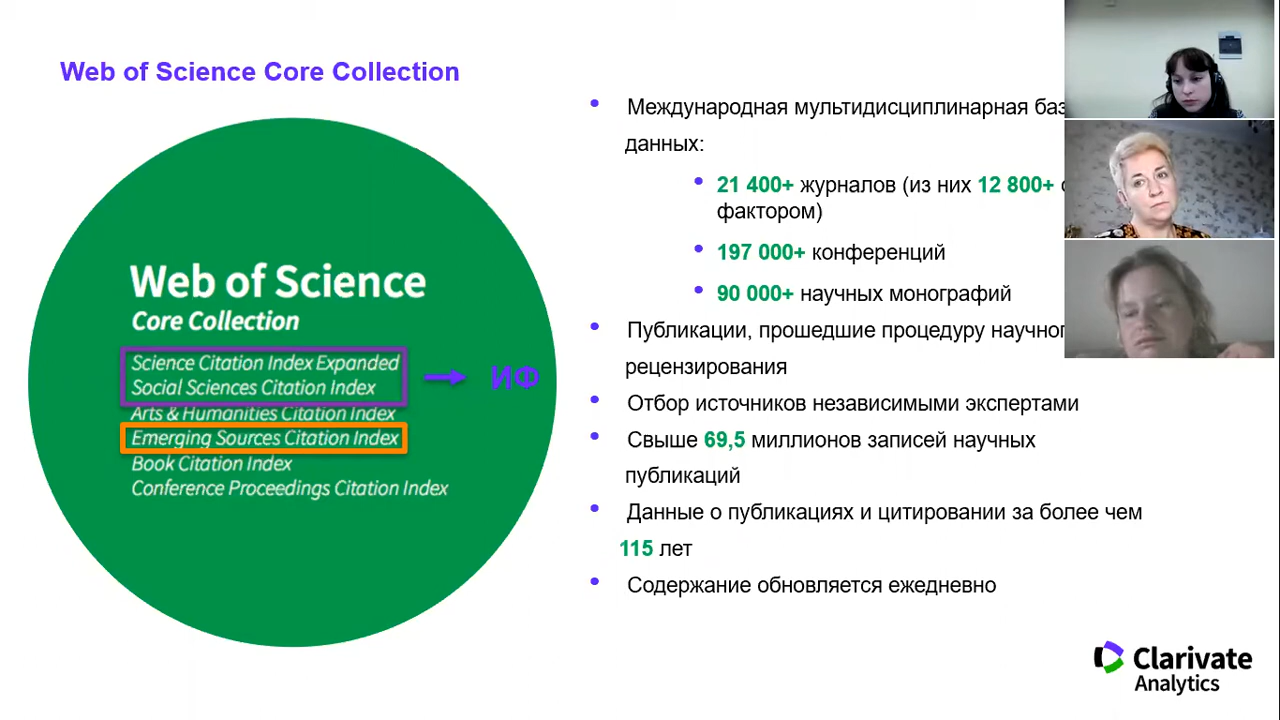 Web of Science Core Collection
Web of Science
Core Collection
Science Citation Index Expanded
Social Sciences Citation Index
Arts & Humanities Citation Index
Emerging Sources Citation Index
Book Citation Index
Conference Proceedings Citation Index
ИФ
Международная мультидисциплинарная
данных:
21 400+ журналов (из них 12 800+
фактором)
197 000+ конференций
90 000+ научных монографий
Публикации, прошедшие процедуру
рецензирования
Отбор источников независимыми экспертами
Свыше 69,5 миллионов записей научных
публикаций
Данные о публикациях и цитировании за более чем
115 лет
Содержание обновляется ежедневно
Clarivate
Analytics